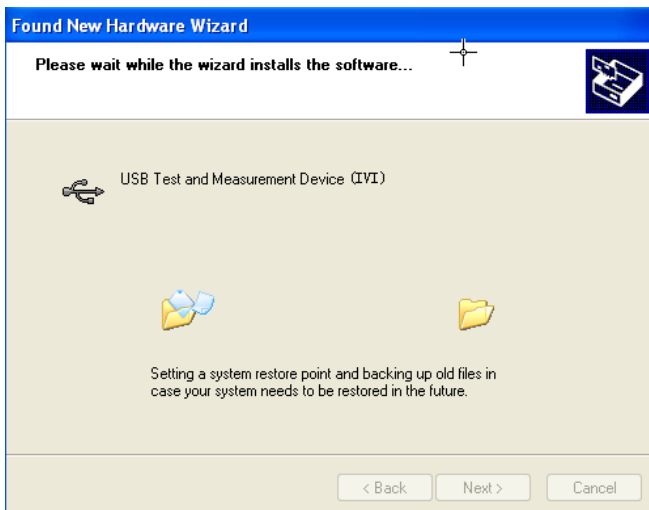 Found New Hardware Wizard
Please wait while the wizard installs the software...
USB Test and Measurement Device (IVI)
Setting a system restore point and backing up old files in
case your system needs to be restored in the future.
< Back
Next >
Cancel